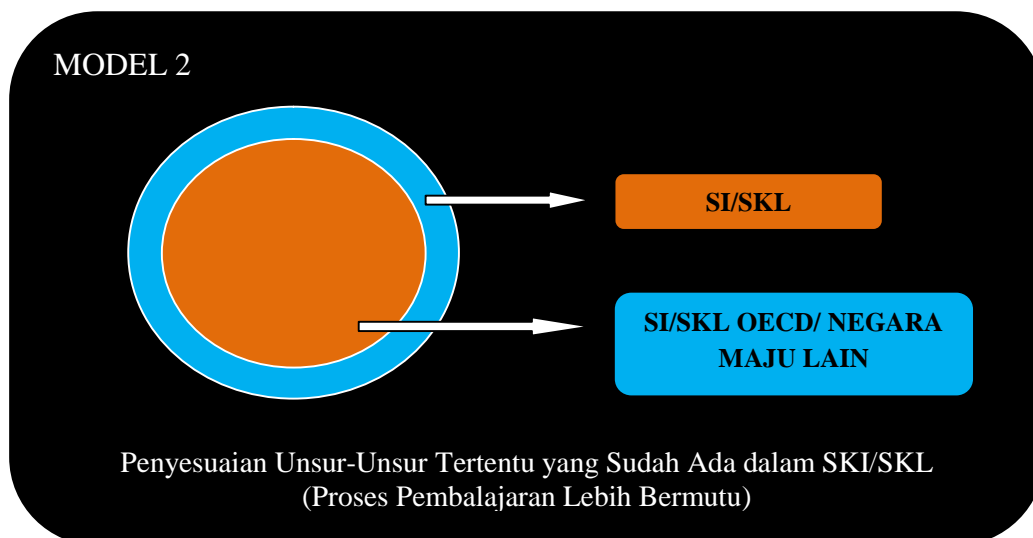 MODEL 2
SI/SKL
SI/SKL OECD/ NEGARA
MAJU LAIN
Penyesuaian Unsur-Unsur Tertentu yang Sudah Ada dalam SKI/SKL
(Proses Pembalajaran Lebih Bermutu)